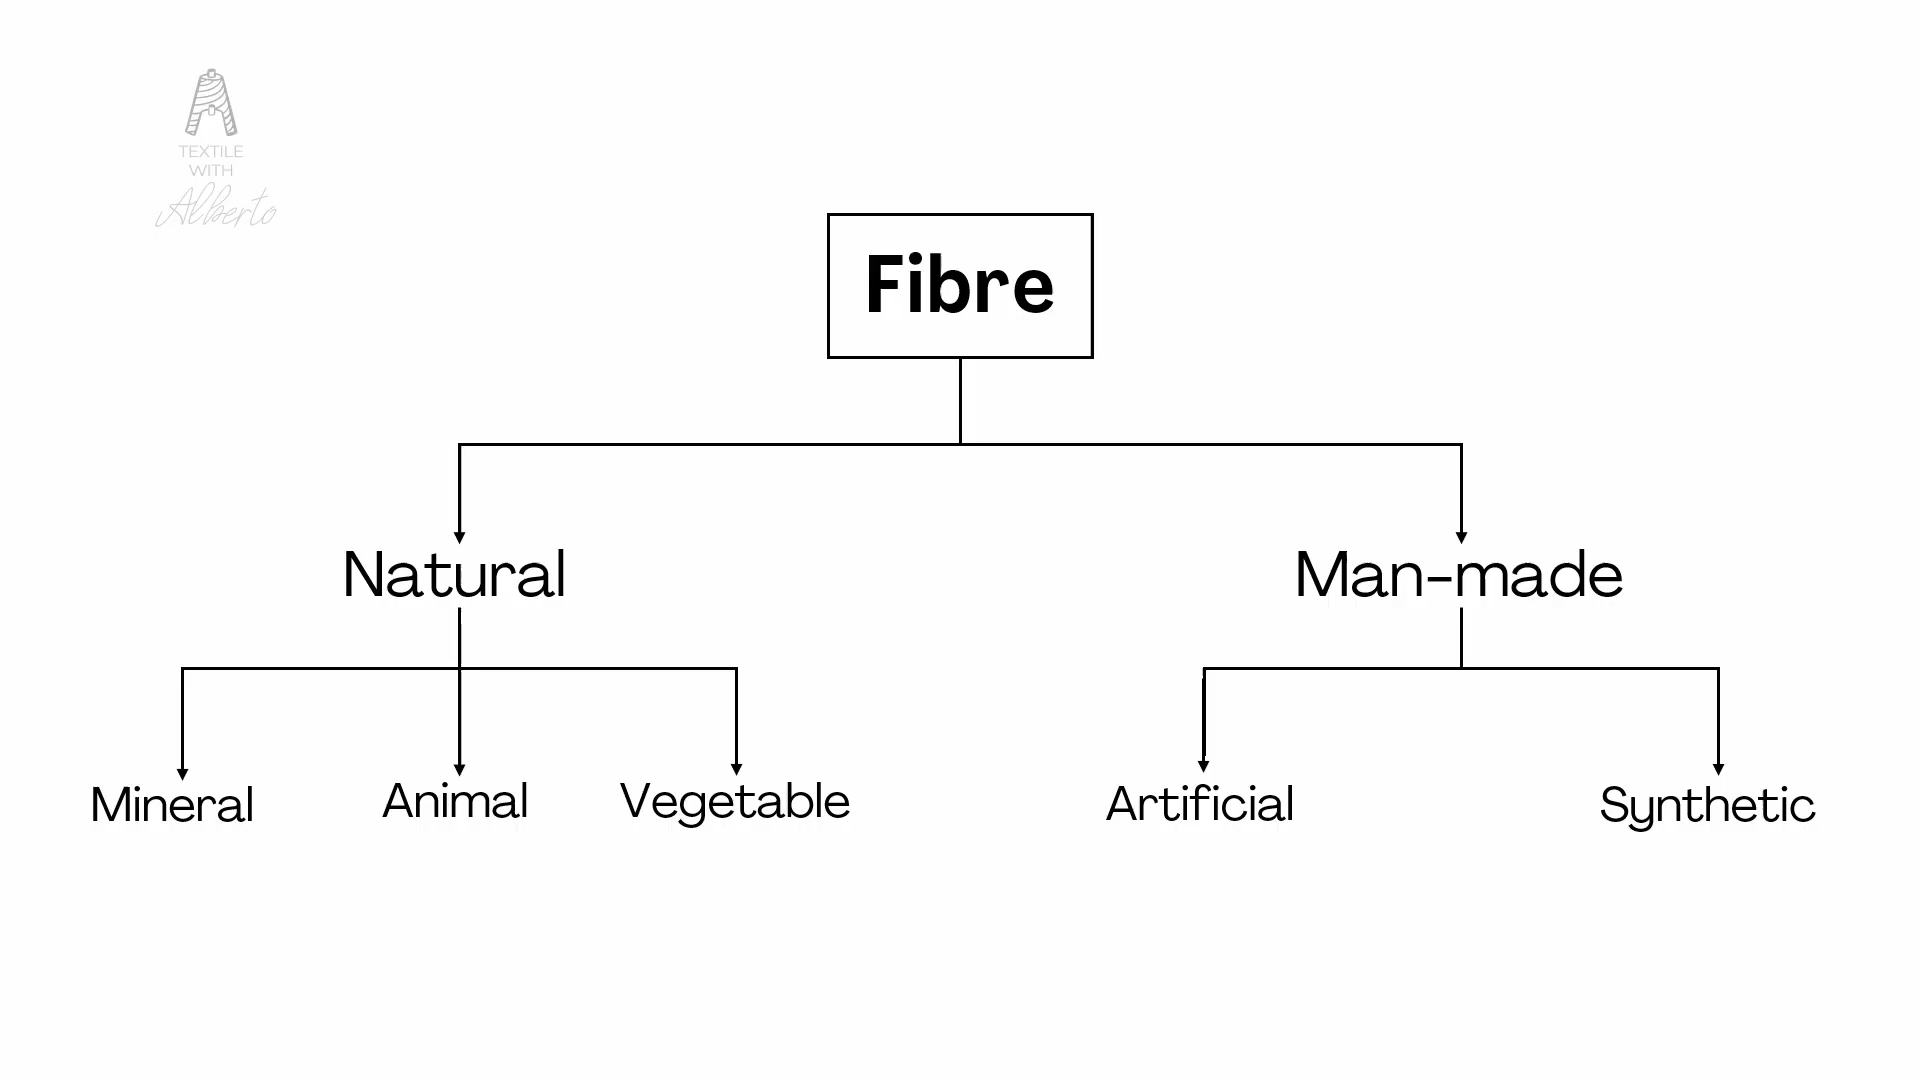 TEXTILE
WITH
Alberto
Fibre
Natural
Man-made
Mineral
Animal
Vegetable
Artificial
Synthetic